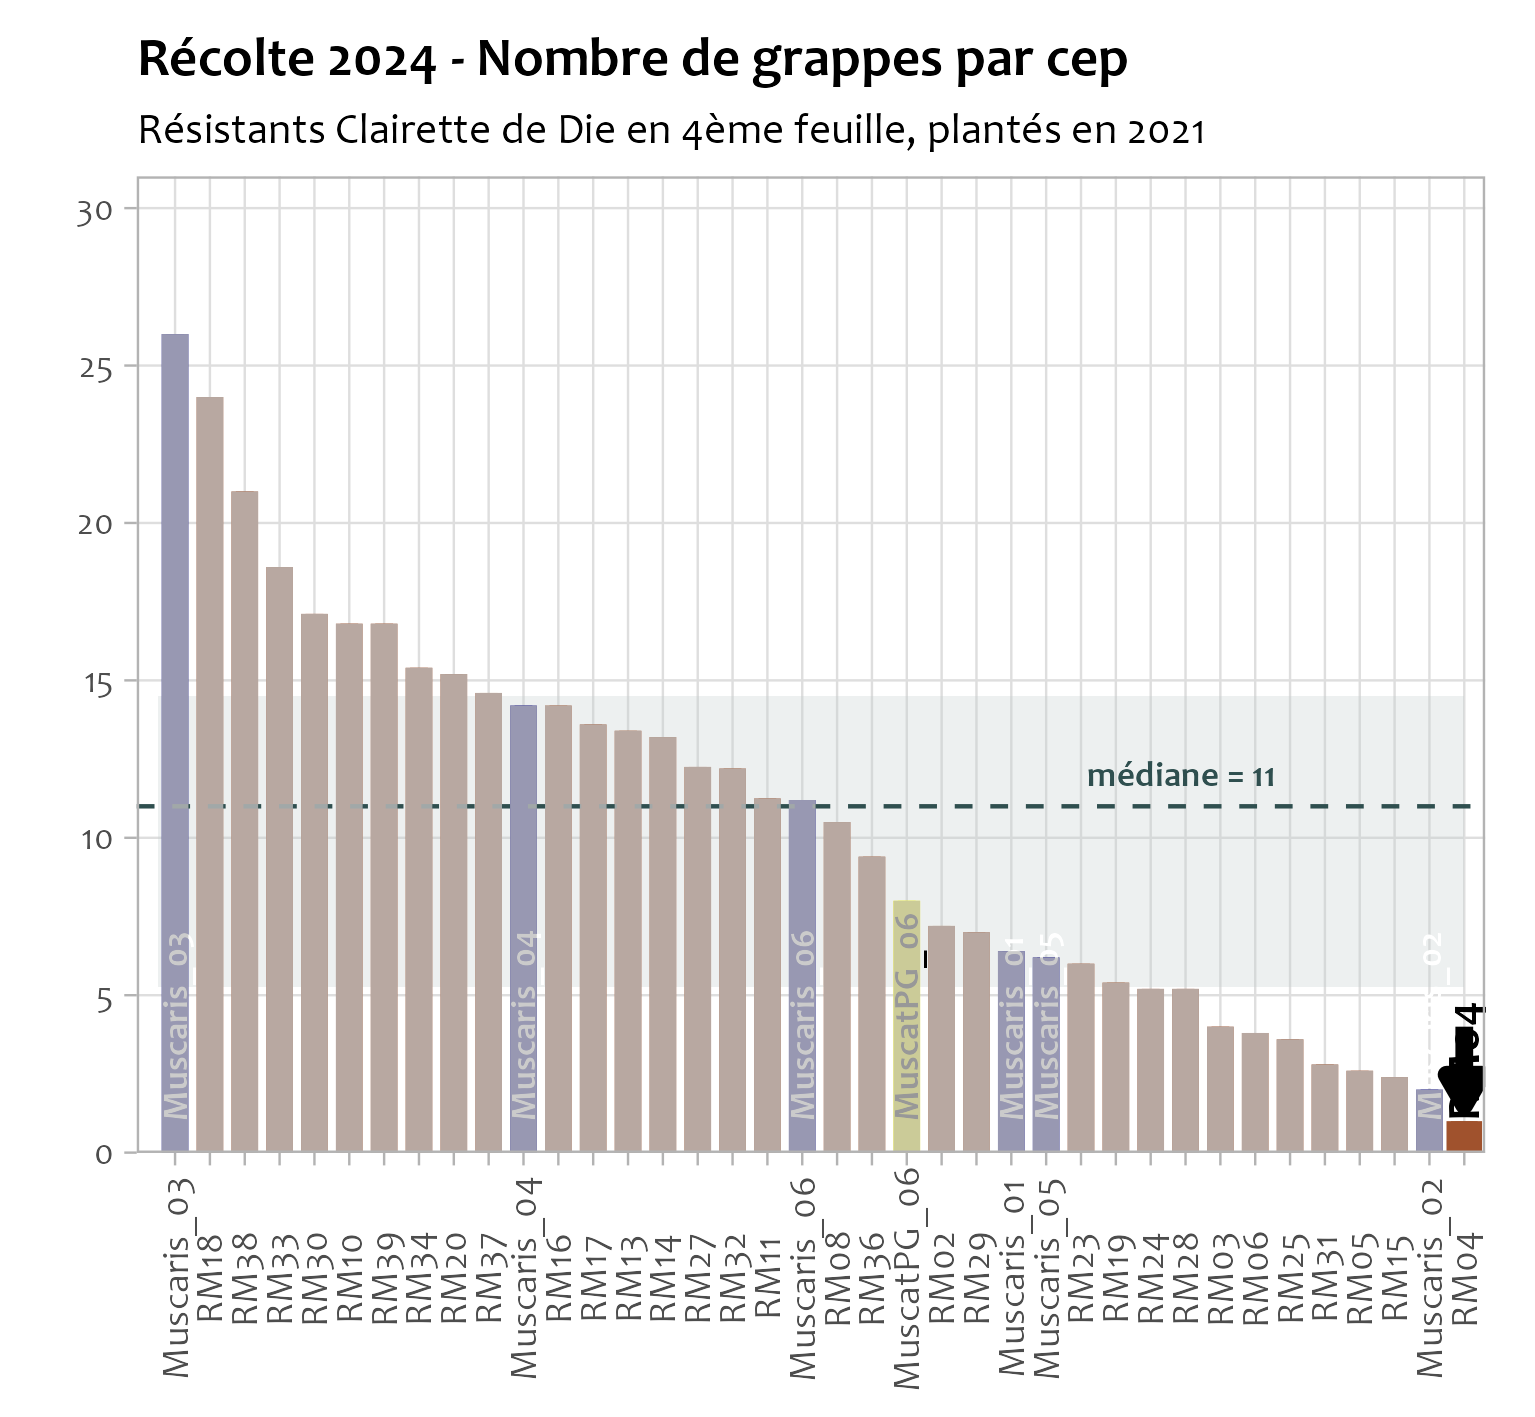 Récolte 2024 - Nombre de grappes par cep
Résistants Clairette de Die en 4ème feuille, plantés en 2021
30
25
20
15
10
5
0
médiane = 11
Muscaris_03
Muscaris_04
Muscaris_06
MuscatPG_06
Muscaris_01
Muscaris_05
Muscaris_02
RM04
Muscaris_03
RM18
RM38
RM33
RM30
RM10
RM39
RM34
RM20
RM37
Muscaris_04
RM16
RM17
RM13
RM14
RM27
RM32
RM11
Muscaris_06
RM08
RM36
MuscatPG_06
RM02
RM29
Muscaris_01
Muscaris_05
RM23
RM19
RM24
RM28
RM03
RM06
RM25
RM31
RM05
RM15
Muscaris_02
RM04